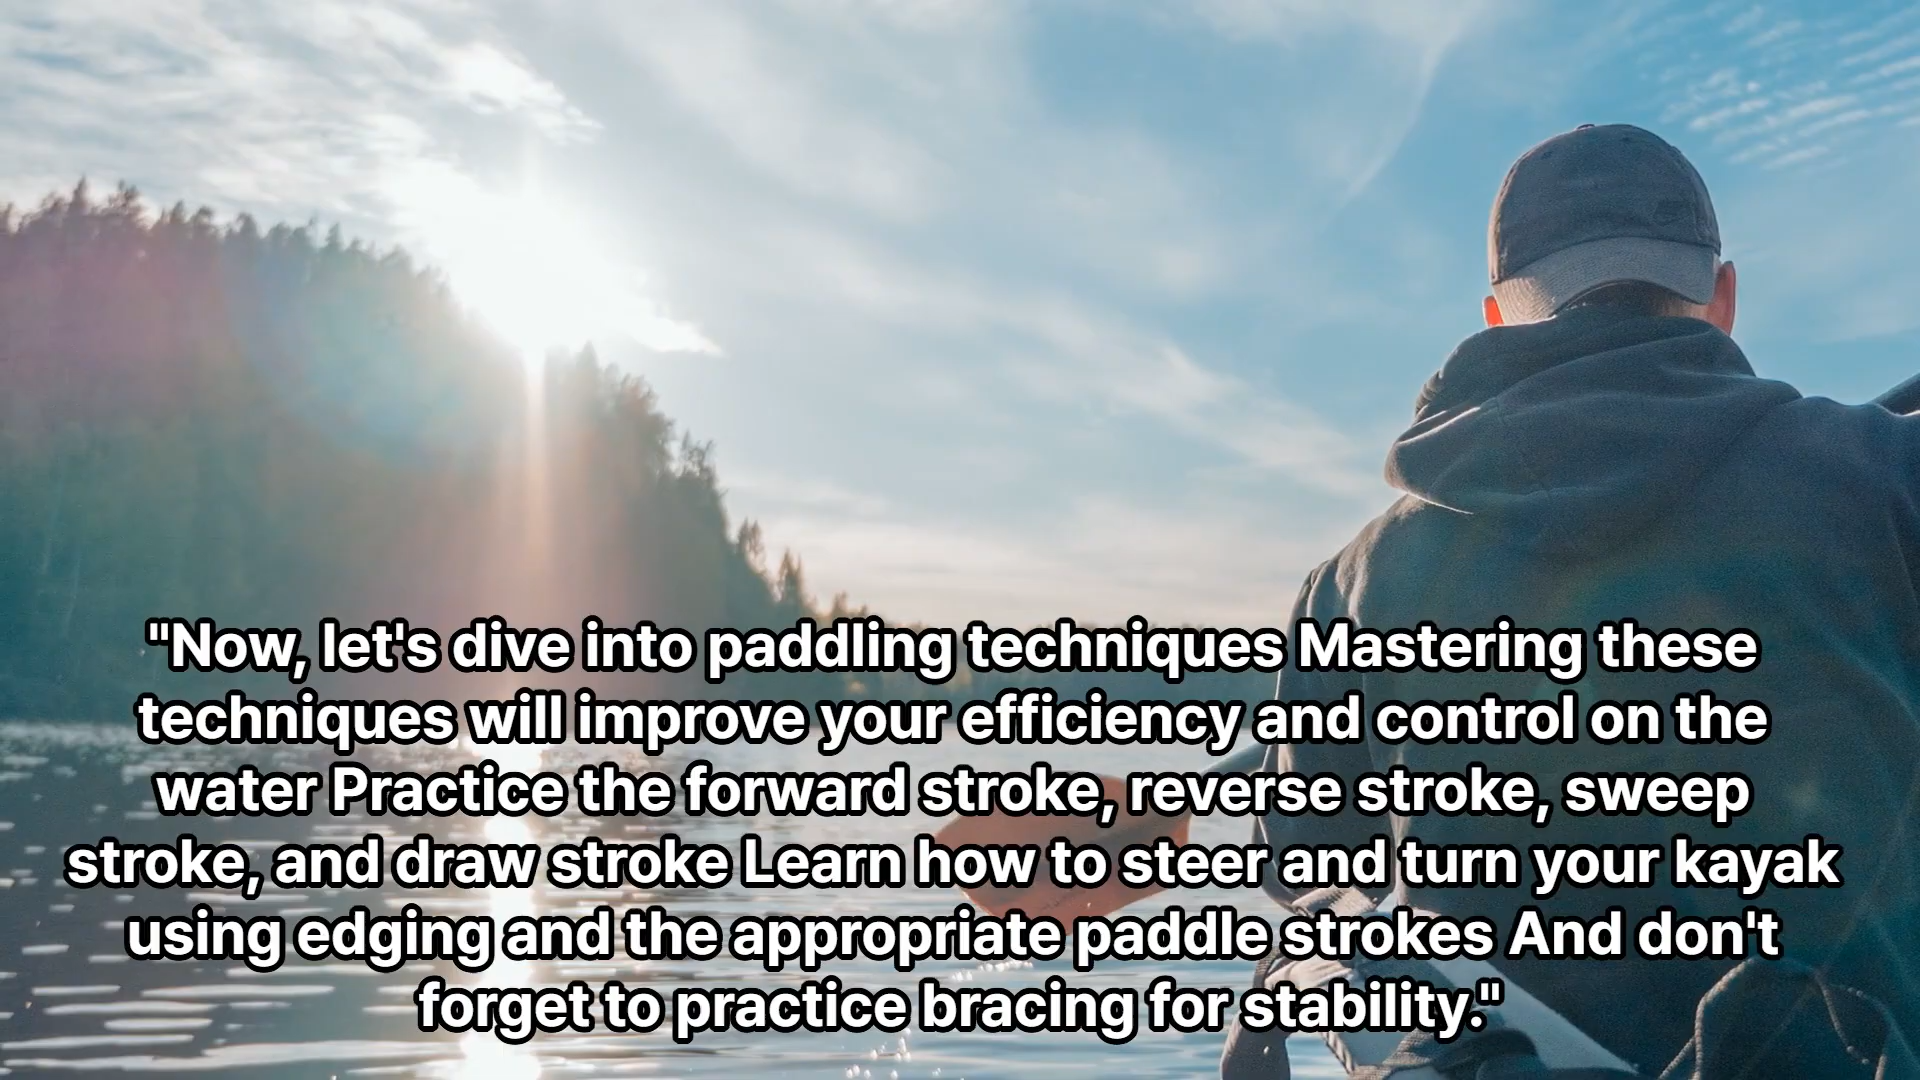 "Now, let's dive into paddling techniques Mastering these
techniques will improve your efficiency and control on the
water Practice the forward stroke, reverse stroke, sweep
stroke, and draw stroke Learn how to steer and turn your kayak
using edging and the appropriate paddle strokes And don't
forget to practice bracing for stability."